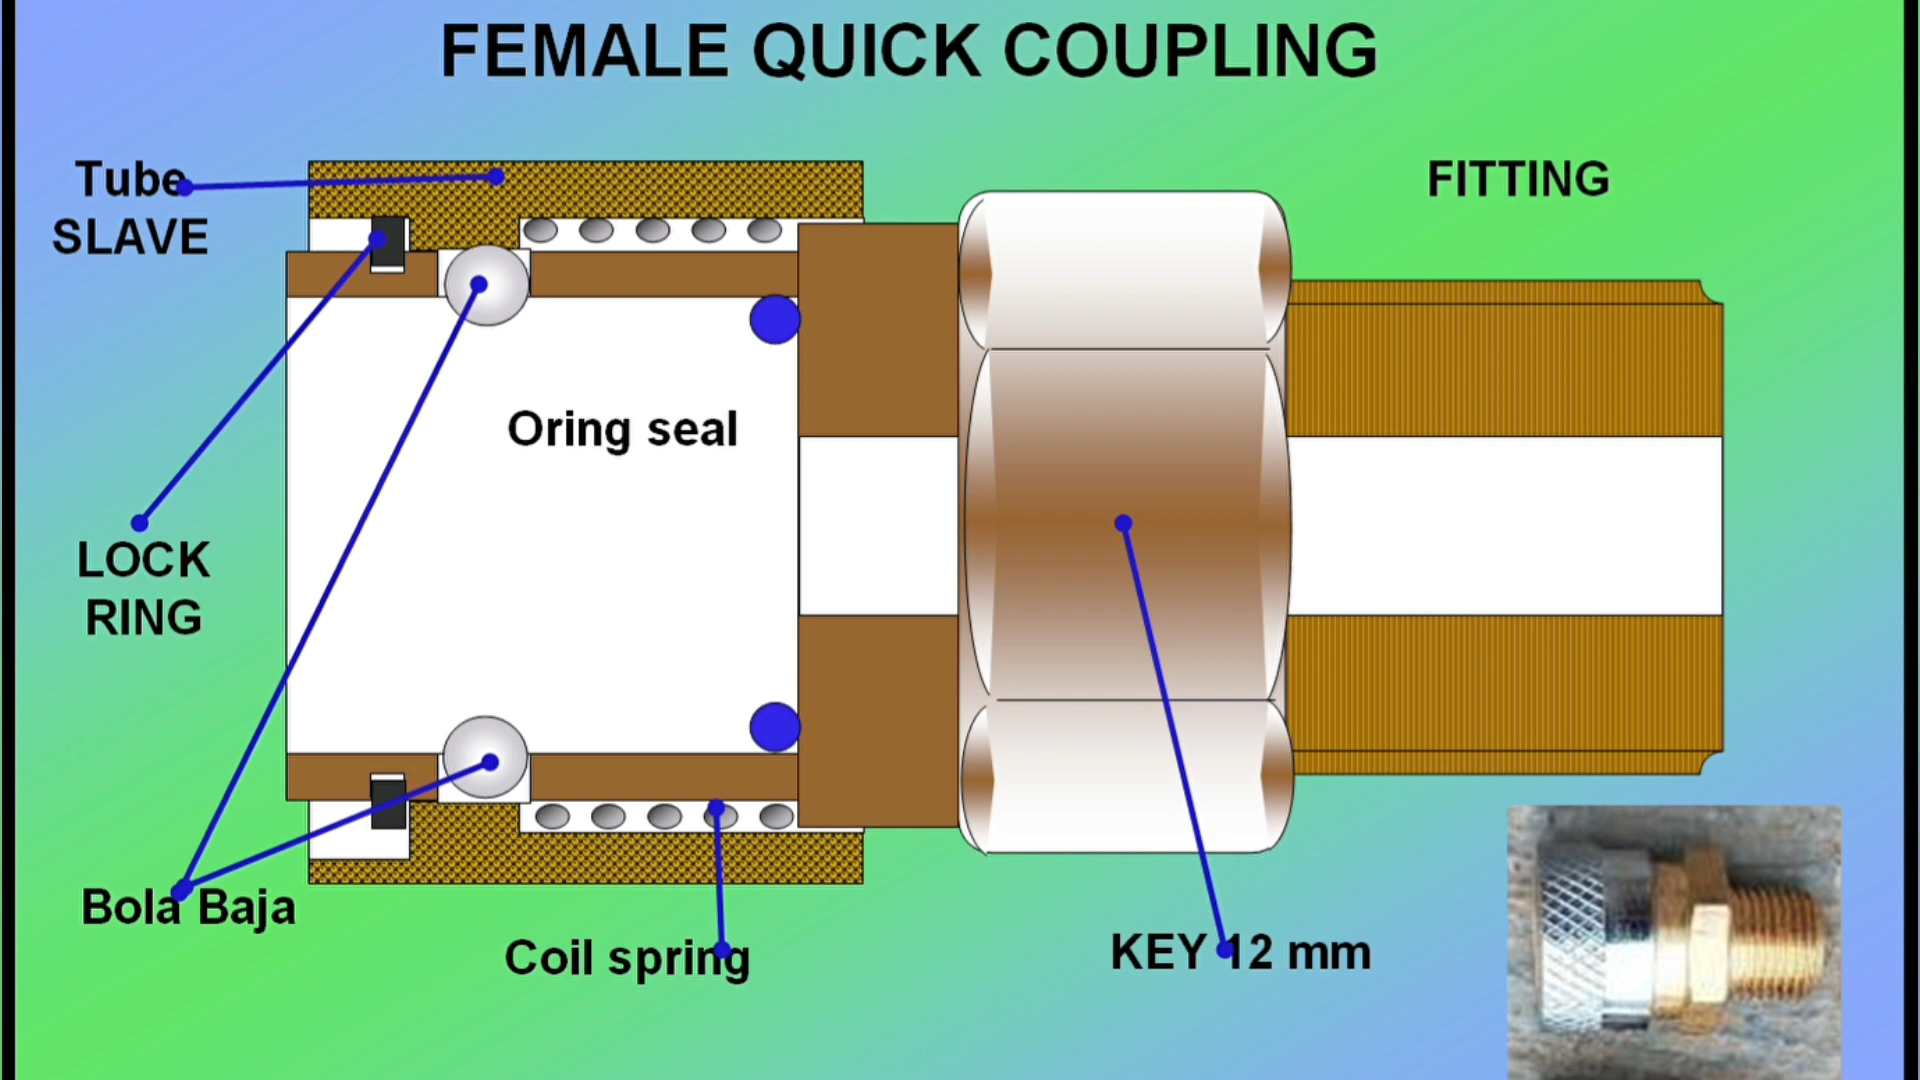 FEMALE QUICK COUPLING
Tube
SLAVE
FITTING
Oring seal
LOCK
RING
Bola Baja
Coil spring
KEY 12 mm